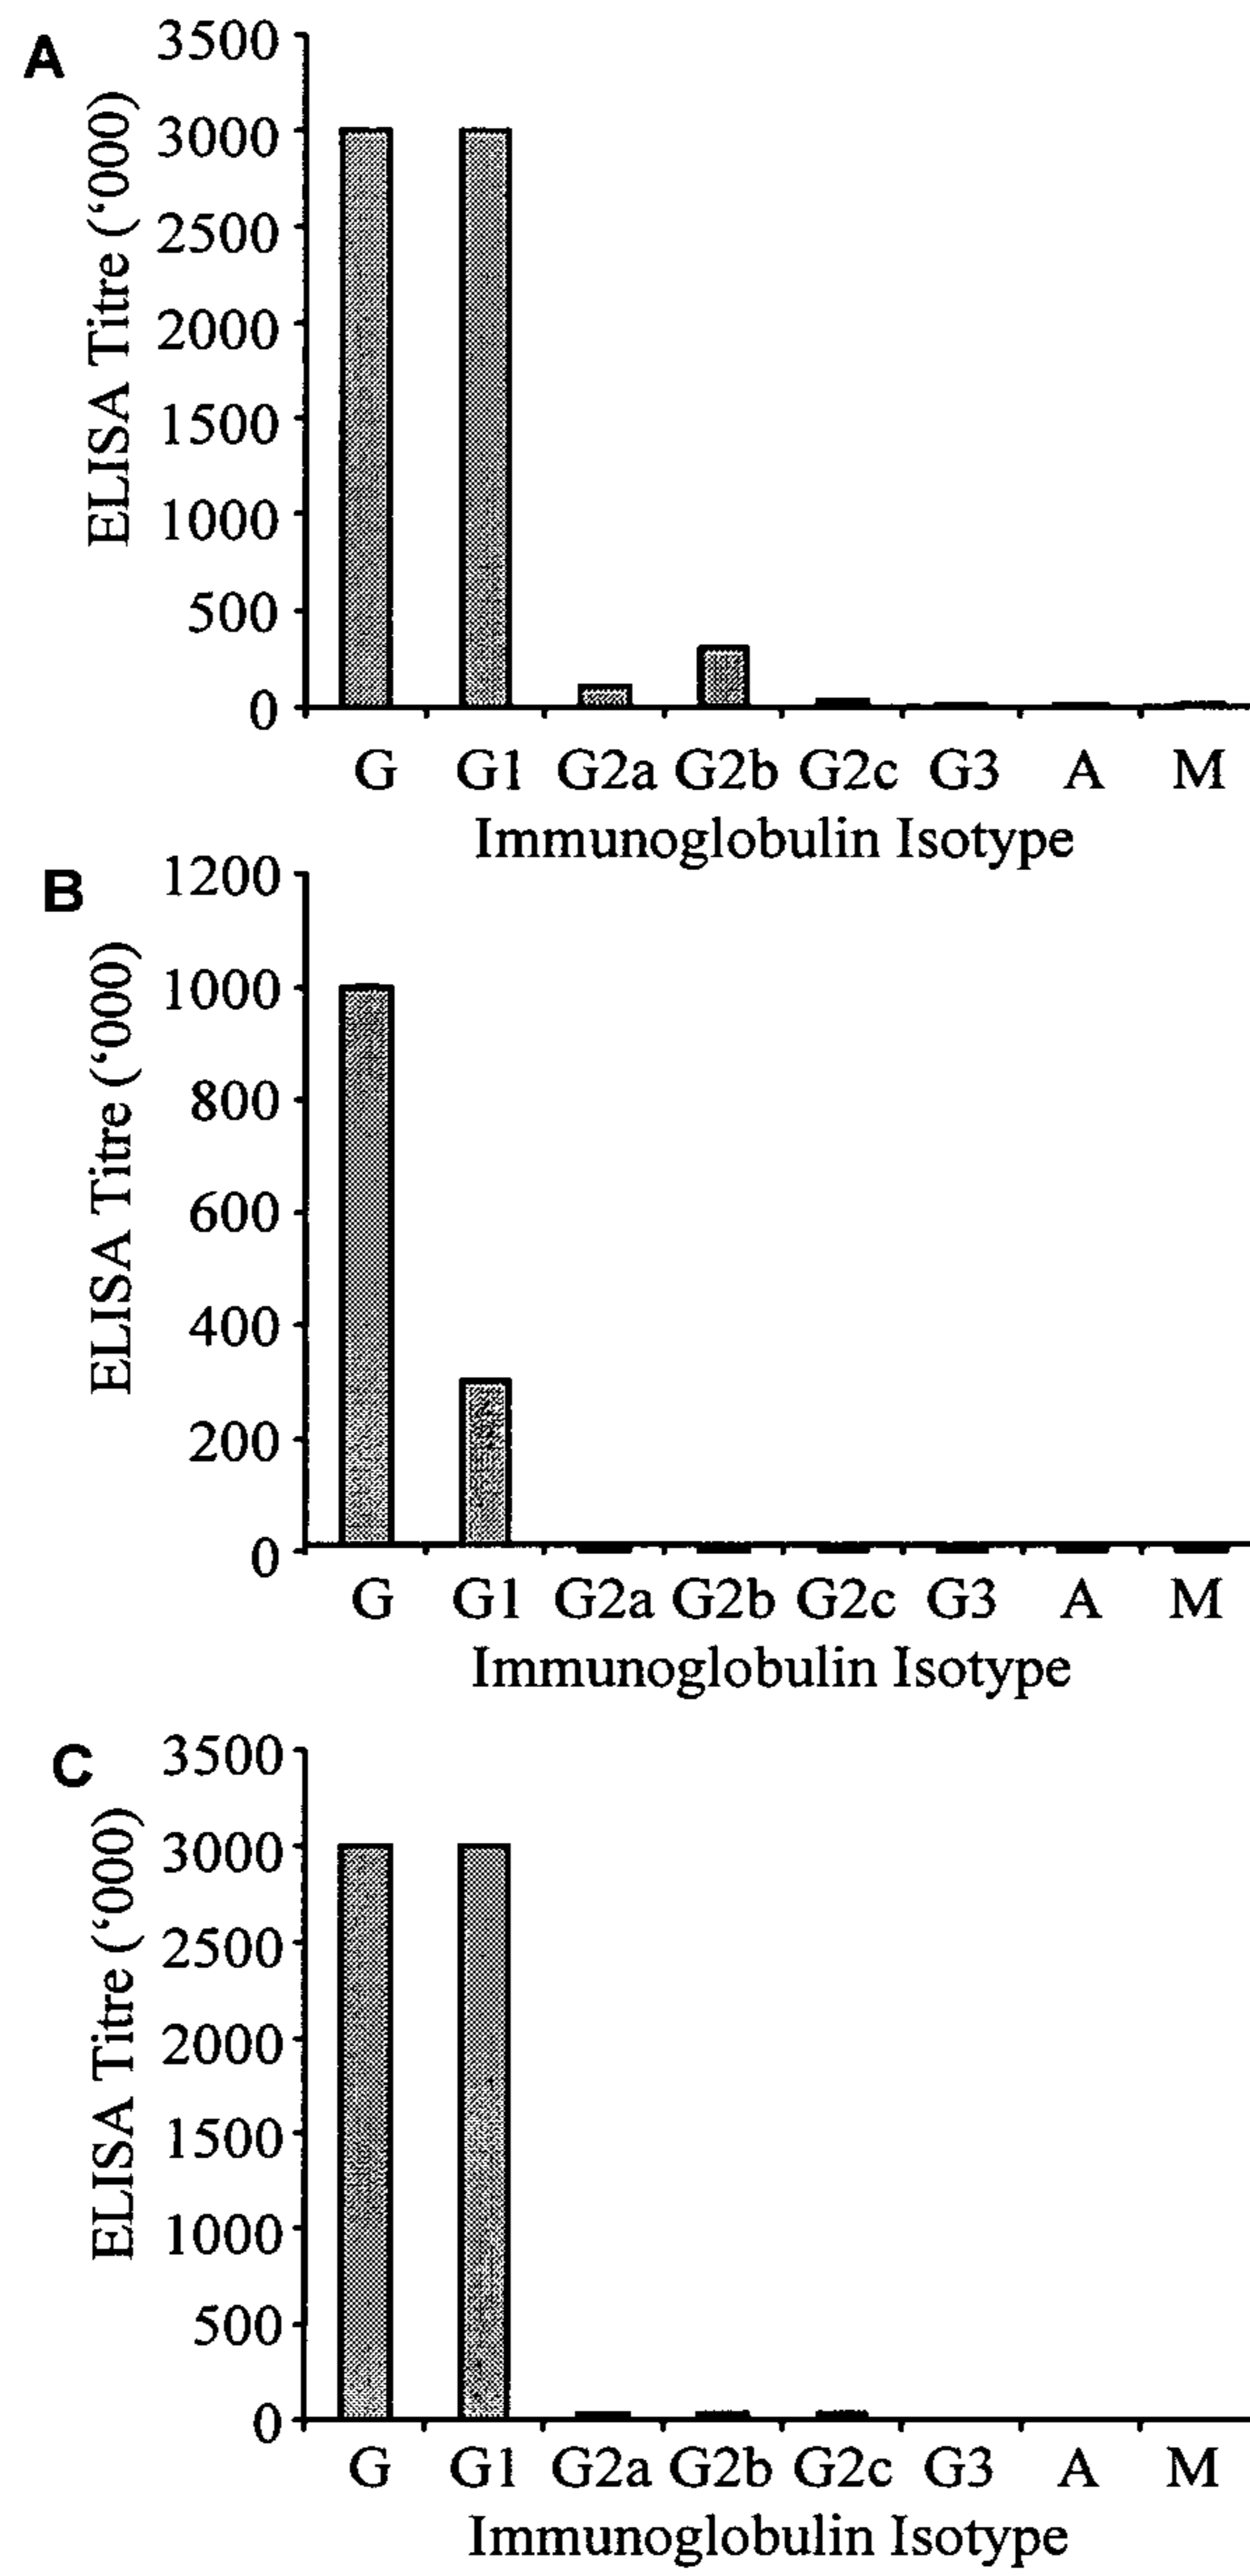 A
ELISA Titre (‘000)
3500
3000
2500
2000
1500
1000
500
0
G G1 G2a G2b G2c G3 A M
Immunoglobulin Isotype
B
ELISA Titre (‘000)
1200
1000
800
600
400
200
0
G G1 G2a G2b G2c G3 A M
Immunoglobulin Isotype
C
ELISA Titre (‘000)
3500
3000
2500
2000
1500
1000
500
0
G G1 G2a G2b G2c G3 A M
Immunoglobulin Isotype